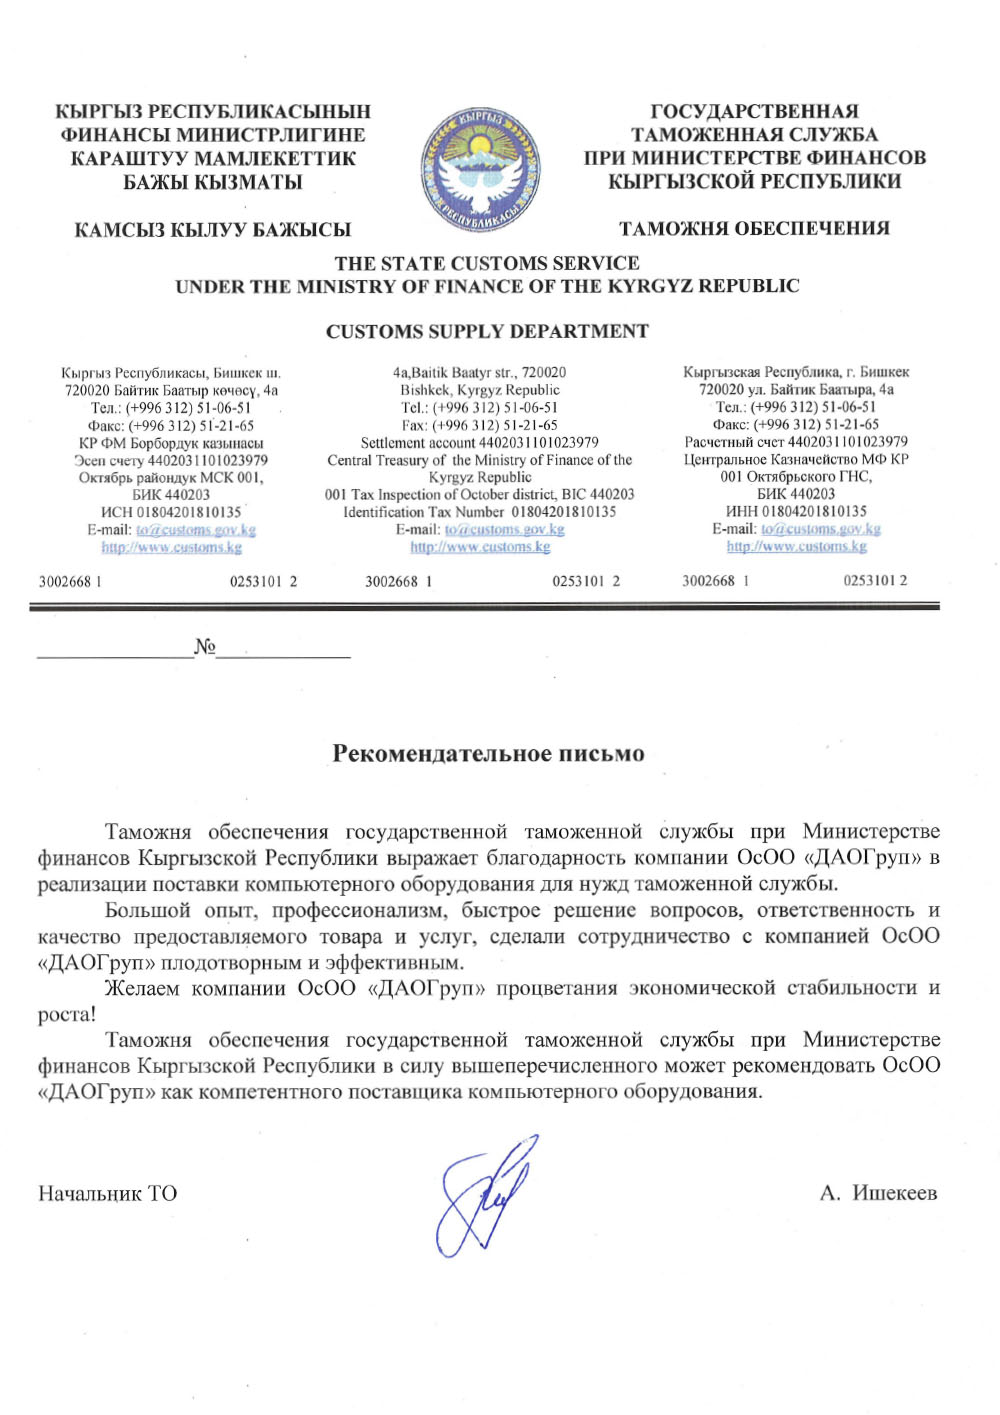 КЫРГЫЗ РЕСПУБЛИКАСЫНЫН
ФИНАНСЫ МИНИСТРЛИГИНЕ
КАРАШТУУ МАМЛЕКЕТТИК
БАЖЫ КЫЗМАТЫ
КАМСЫЗ КЫЛУУ БАЖЫСЫ
КЫРГЫЗ
РЕСПУБЛИКАСЫ
ГОСУДАРСТВЕННАЯ
ТАМОЖЕННАЯ СЛУЖБА
ПРИ МИНИСТЕРСТВЕ ФИНАНСОВ
КЫРГЫЗСКОЙ РЕСПУБЛИКИ
ТАМОЖНЯ ОБЕСПЕЧЕНИЯ
THE STATE CUSTOMS SERVICE
UNDER THE MINISTRY OF FINANCE OF THE KYRGYZ REPUBLIC
CUSTOMS SUPPLY DEPARTMENT
Кыргыз Республикасы, Бишкек ш.
720020 Байтик Баатыр көчөсү, 4а
Тел.: (+996 312) 51-06-51
Факс: (+996 312) 51-21-65
КР ФМ Борбордук казынасы
Эсеп счету 4402031101023979
Октябрь райондук МСК 001,
БИК 440203
ИСН 01804201810135
E-mail: to@customs.gov.kg
http://www.customs.kg
3002668 1 0253101 2
4a,Baitik Baatyr str., 720020
Bishkek, Kyrgyz Republic
Tel.: (+996 312) 51-06-51
Fax: (+996 312) 51-21-65
Settlement account 4402031101023979
Central Treasury of the Ministry of Finance of the
Kyrgyz Republic
001 Tax Inspection of October district, BIC 440203
Identification Tax Number 01804201810135
E-mail: to@customs.gov.kg
http://www.customs.kg
3002668 1 0253101 2
Кыргызская Республика, г. Бишкек
720020 ул. Байтик Баатыра, 4а
Тел.: (+996 312) 51-06-51
Факс: (+996 312) 51-21-65
Расчетный счет 4402031101023979
Центральное Казначейство МФ КР
001 Октябрьского ГНС,
БИК 440203
ИНН 01804201810135
E-mail: to@customs.gov.kg
http://www.customs.kg
3002668 1 0253101 2
______________№____________
Рекомендательное письмо
Таможня обеспечения государственной таможенной службы при Министерстве
финансов Кыргызской Республики выражает благодарность компании ОсОО «ДАОГруп» в
реализации поставки компьютерного оборудования для нужд таможенной службы.
Большой опыт, профессионализм, быстрое решение вопросов, ответственность и
качество предоставляемого товара и услуг, сделали сотрудничество с компанией ОсОО
«ДАОГруп» плодотворным и эффективным.
Желаем компании ОсОО «ДАОГруп» процветания экономической стабильности и
роста!
Таможня обеспечения государственной таможенной службы при Министерстве
финансов Кыргызской Республики в силу вышеперечисленного может рекомендовать ОсОО
«ДАОГруп» как компетентного поставщика компьютерного оборудования.
Начальник ТО А. Ишекеев